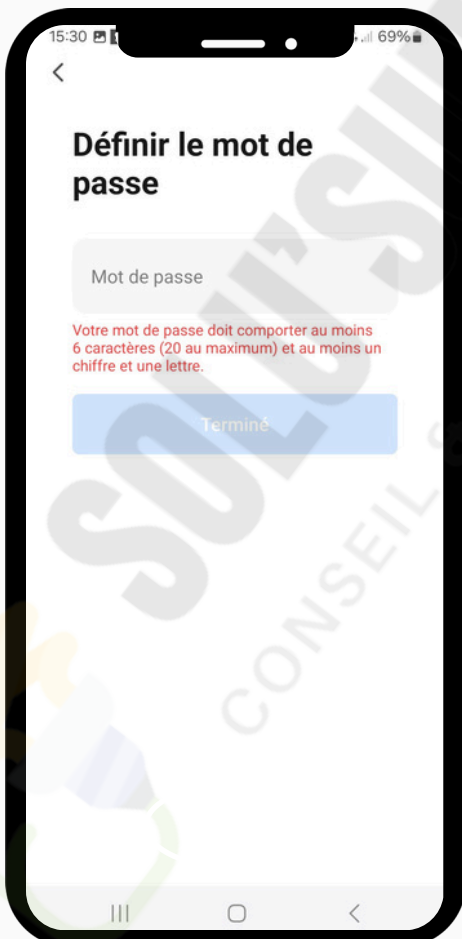 15:30
69%
Définir le mot de
passe
Mot de passe
Votre mot de passe doit comporter au moins
6 caractères (20 au maximum) et au moins un
chiffre et une lettre.
Terminé
CONSEIL &